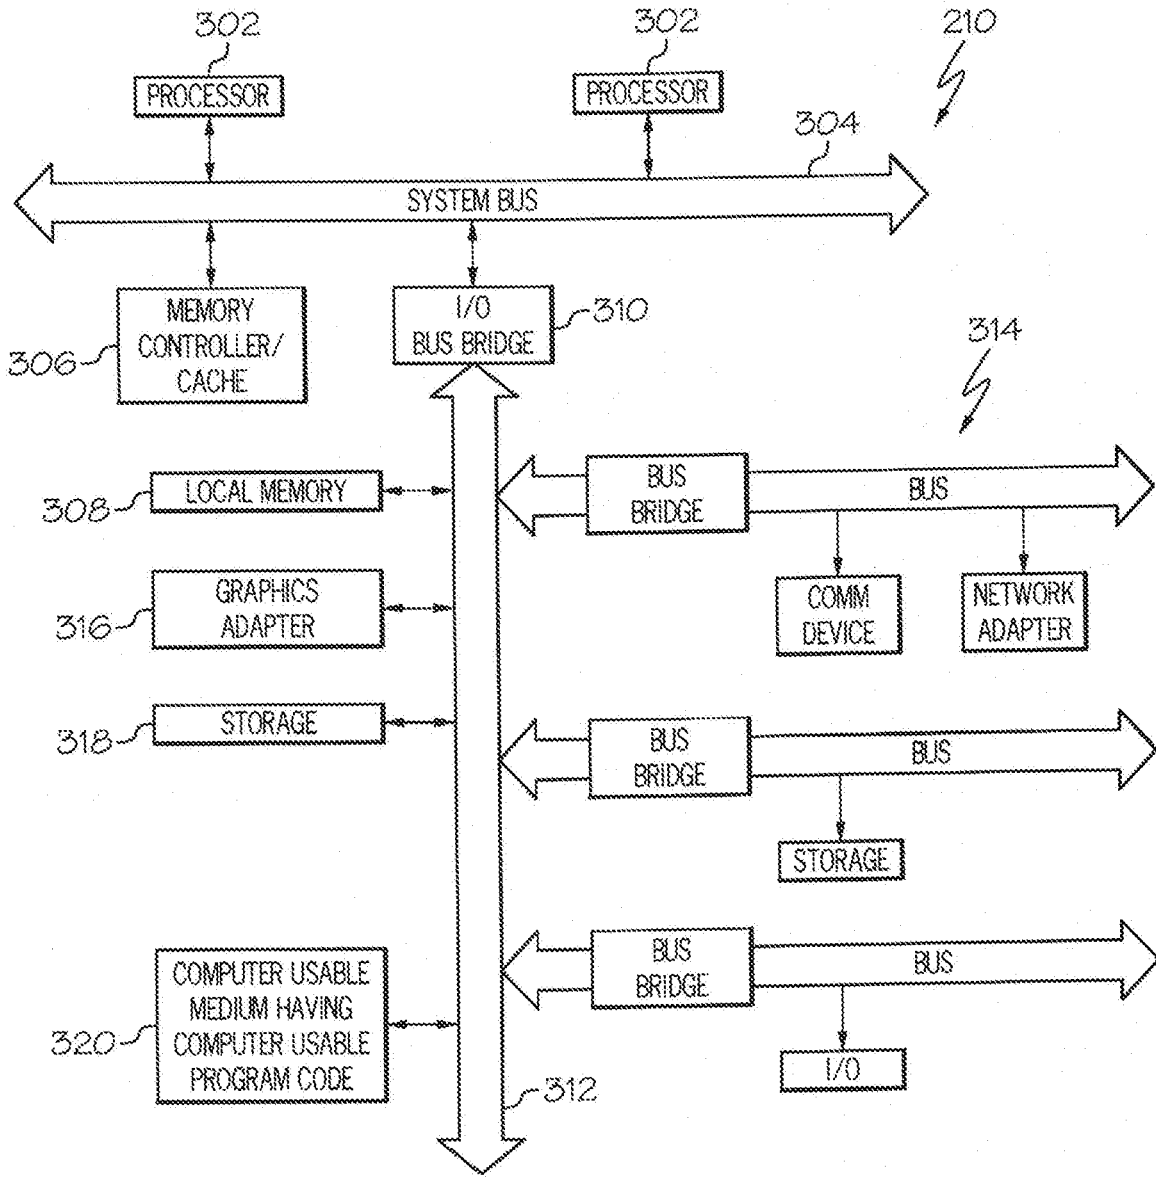 302
302
210
PROCESSOR
PROCESSOR
304
SYSTEM BUS
MEMORY
CONTROLLER/
CACHE
306
I/O
BUS BRIDGE
310
314
LOCAL MEMORY
308
BUS
BRIDGE
BUS
GRAPHICS
ADAPTER
316
COMM
DEVICE
NETWORK
ADAPTER
STORAGE
318
BUS
BRIDGE
BUS
STORAGE
COMPUTER USABLE
MEDIUM HAVING
COMPUTER USABLE
PROGRAM CODE
320
BUS
BRIDGE
BUS
I/O
312